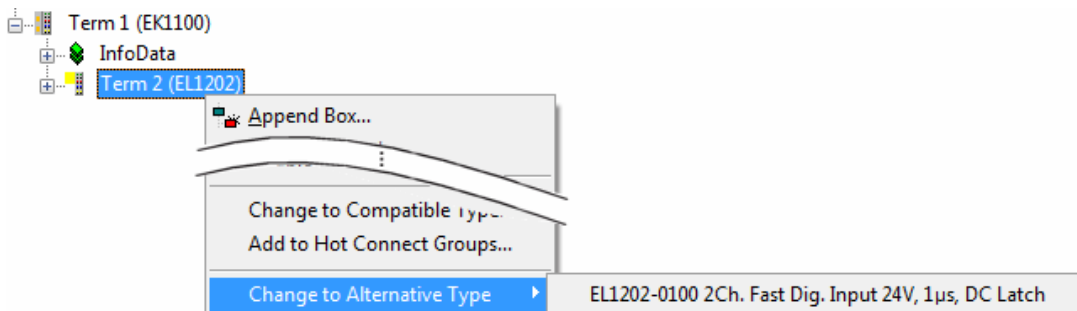 Term 1 (EK1100)
InfoData
Term 2 (EL1202)
Append Box...
Change to Compatible
Add to Hot Connect Groups...
Change to Alternative Type
EL1202-0100 2Ch. Fast Dig. Input 24V, 1µs, DC Latch